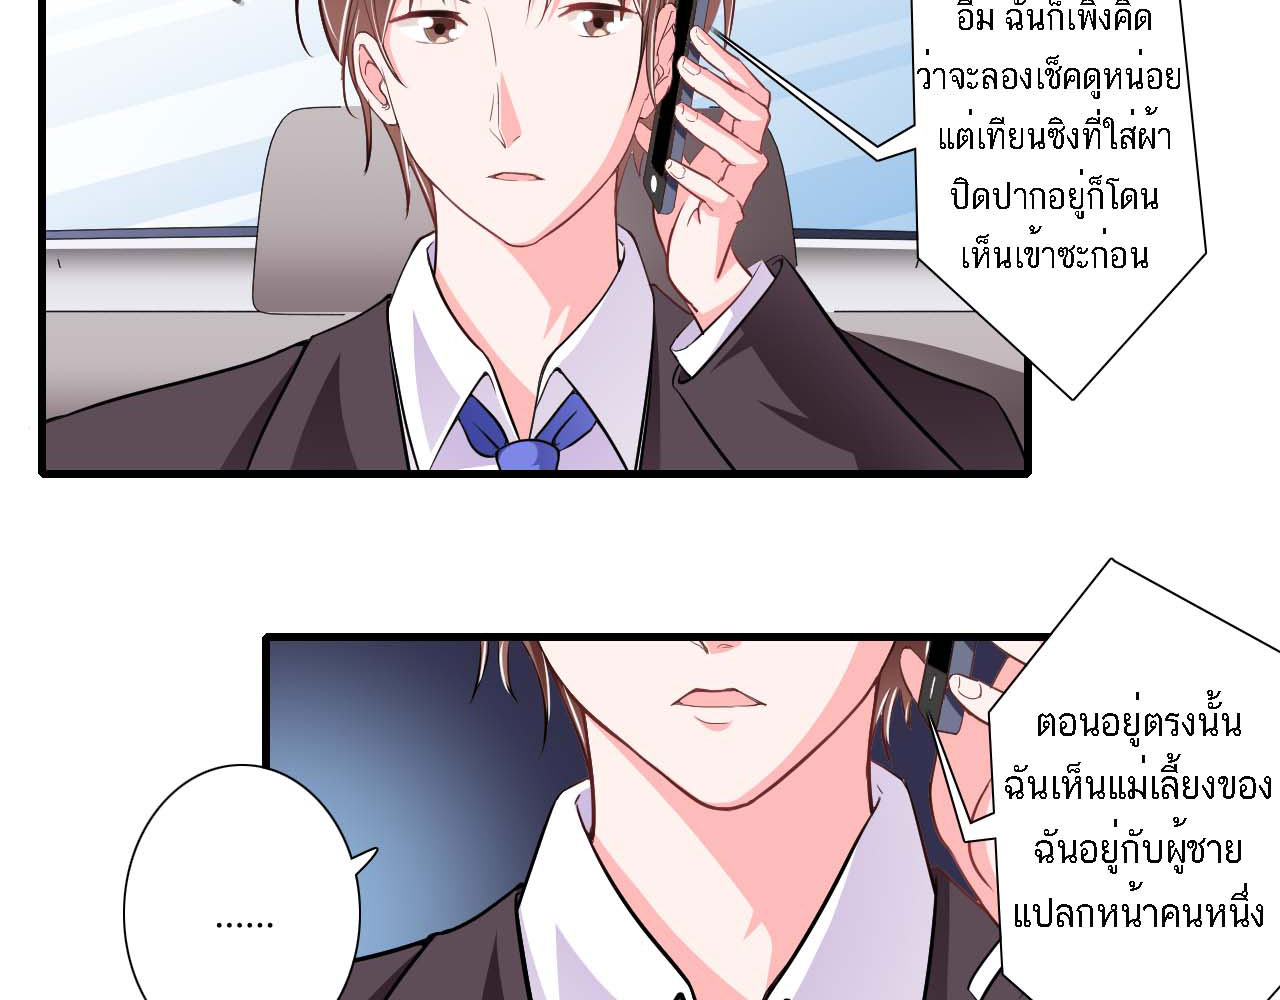 อืม ฉันก็เพิ่งคิด
ว่าจะลองเช็คดูหน่อย
แต่เทียนซิงที่ใส่ผ้า
ปิดปากอยู่ก็โดน
เห็นเข้าซะก่อน
ตอนอยู่ตรงนั้น
ฉันเห็นแม่เลี้ยงของ
ฉันอยู่กับผู้ชาย
แปลกหน้าคนหนึ่ง
......